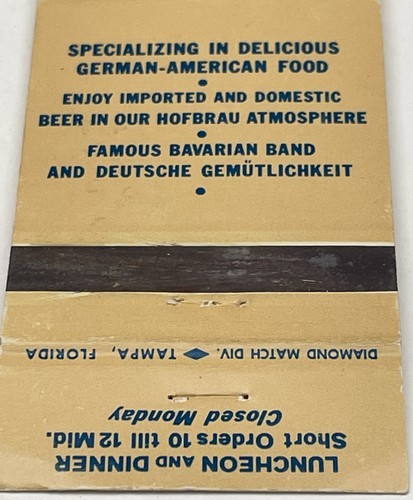 SPECIALIZING IN DELICIOUS
GERMAN-AMERICAN FOOD
•
ENJOY IMPORTED AND DOMESTIC
BEER IN OUR HOFBRAU ATMOSPHERE
•
FAMOUS BAVARIAN BAND
AND DEUTSCHE GEMÜTLICHKEIT
•
LUNCHEON AND DINNER
Short Orders 10 till 12 Mid.
Closed Monday
DIAMOND MATCH DIV. TAMPA, FLORIDA